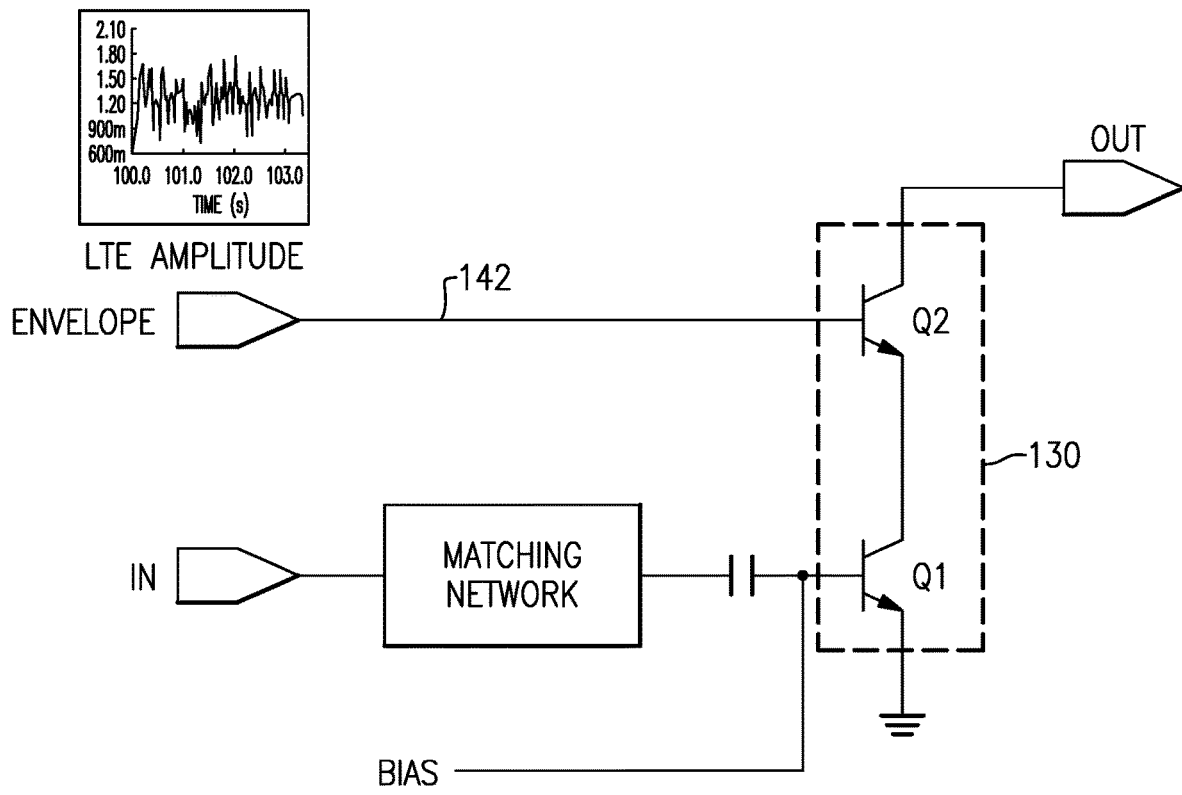 2.10
1.80
1.50
1.20
900m
600m
100.0 101.0 102.0 103.0
TIME (s)
LTE AMPLITUDE
OUT
142
ENVELOPE
Q2
130
IN
MATCHING
NETWORK
Q1
BIAS